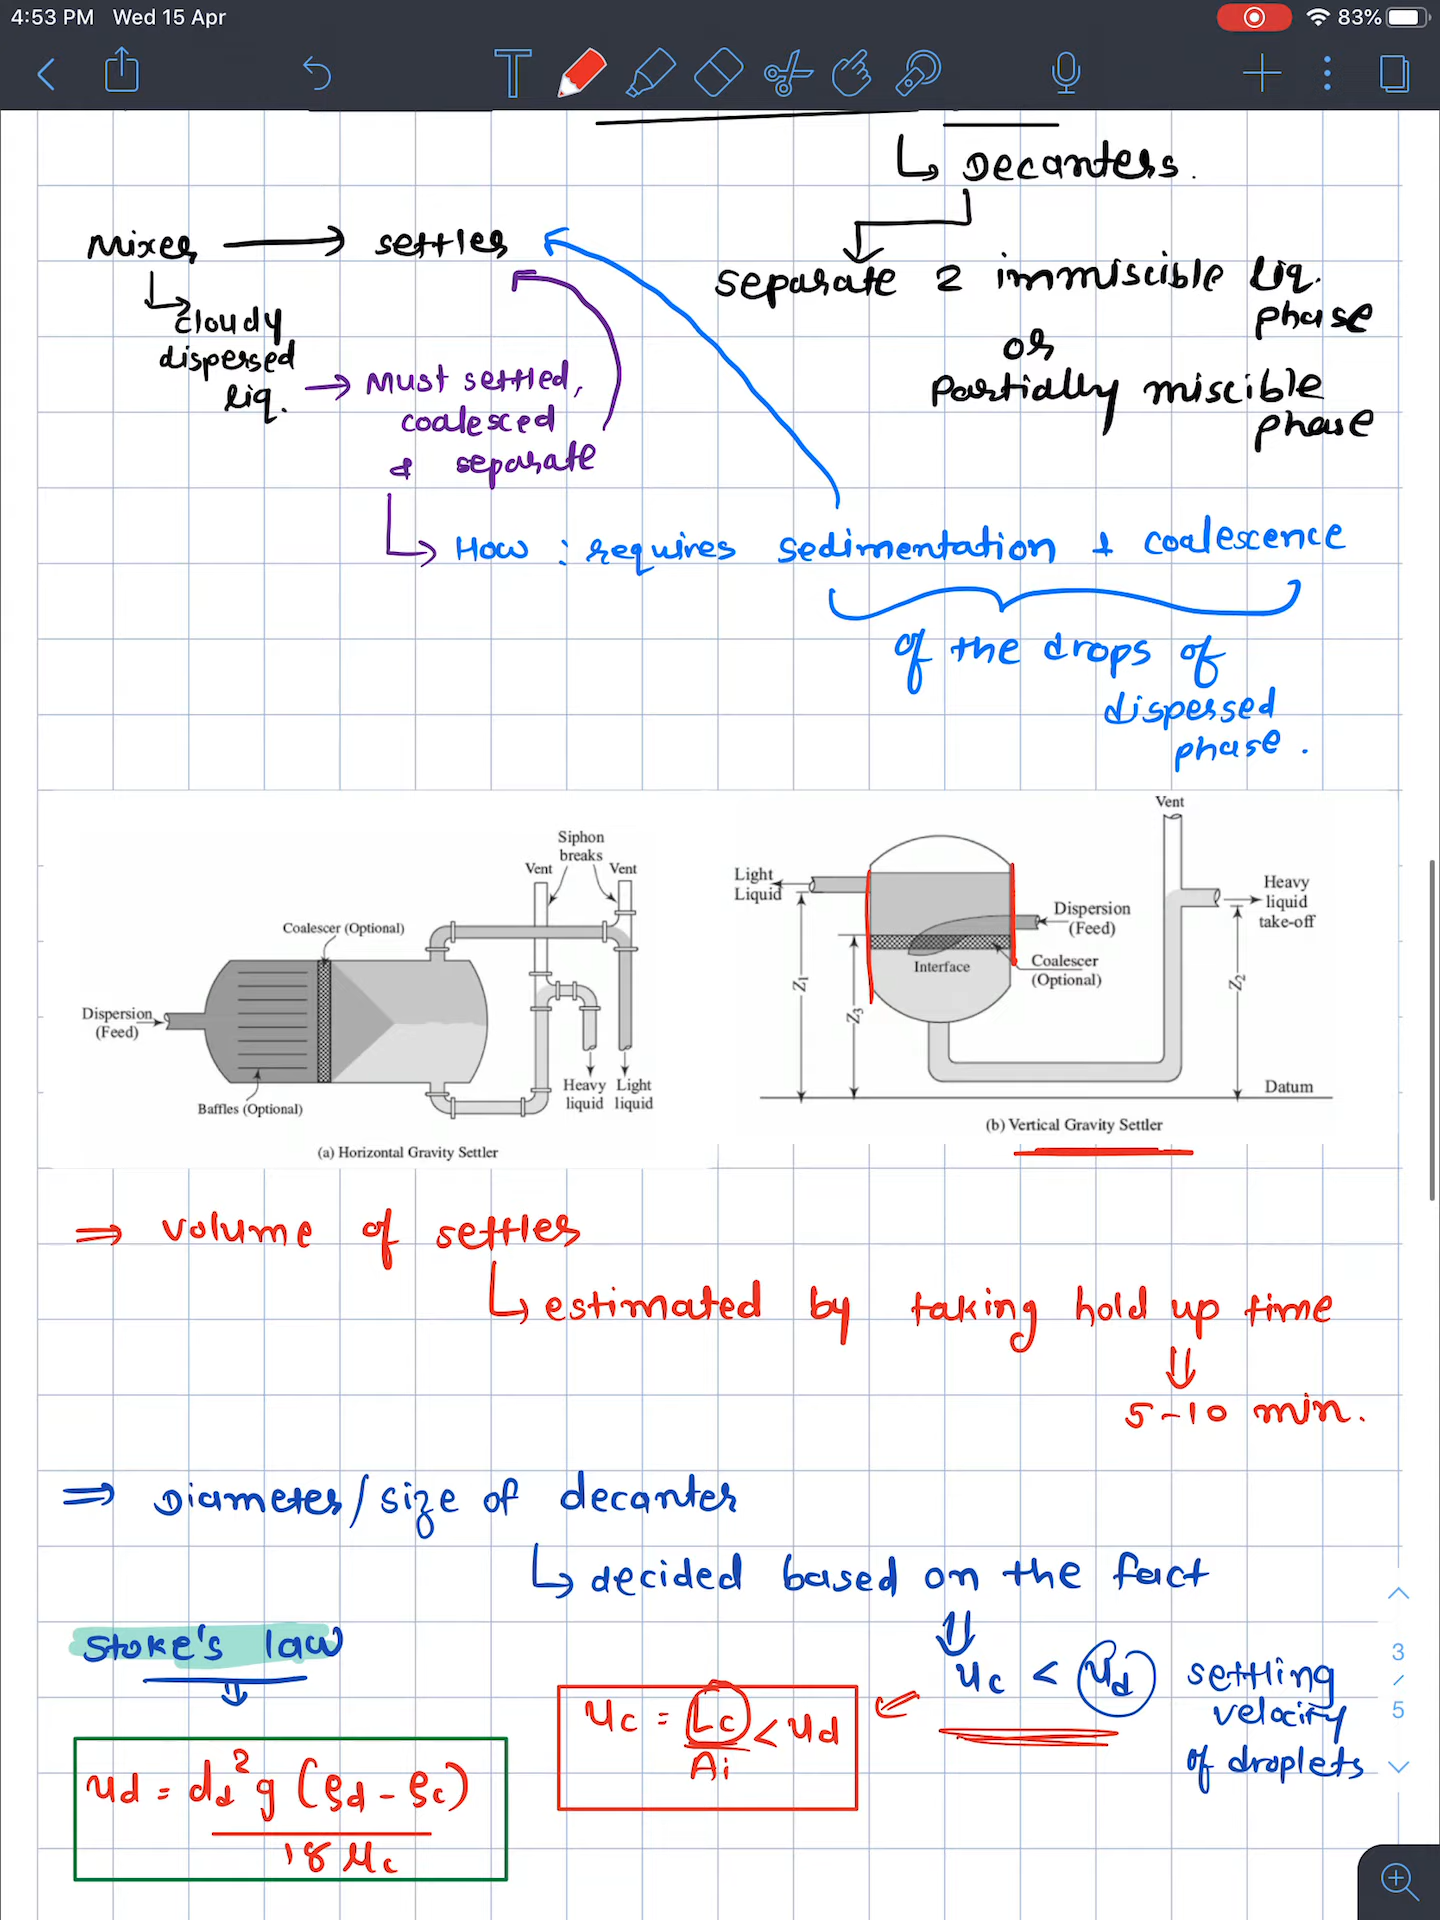 4:53 PM Wed 15 Apr
83%
Decanters.
Mixer → settler
separate 2 immiscible liq. phase
or
Partially miscible phase
cloudy
dispersed
liq.
→ Must settled,
coalesced
& separate
How : requires sedimentation + coalescence
of the drops of
dispersed
phase.
Vent
Siphon
breaks
Vent
Vent
Light
Liquid
Heavy
liquid
take-off
Coalescer (Optional)
Dispersion
(Feed)
Interface
Coalescer
(Optional)
Z1
Z3
Z2
Dispersion
(Feed)
Heavy
liquid
Light
liquid
Datum
Baffles (Optional)
(a) Horizontal Gravity Settler
(b) Vertical Gravity Settler
⇒ volume of settler
estimated by taking hold up time
5-10 min.
⇒ Diameter/size of decanter
decided based on the fact
Stoke's law
uc < ud settling
velocity
of droplets
uc = Lc/Ai < ud
ud = dd² g (ρd - ρc)
18 μc
3
/
5